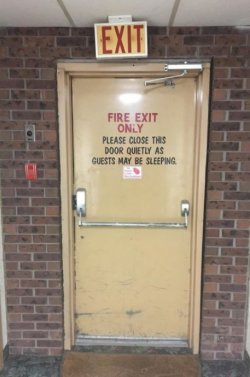 EXIT
FIRE EXIT
ONLY
PLEASE CLOSE THIS
DOOR QUIETLY AS
GUESTS MAY BE SLEEPING.